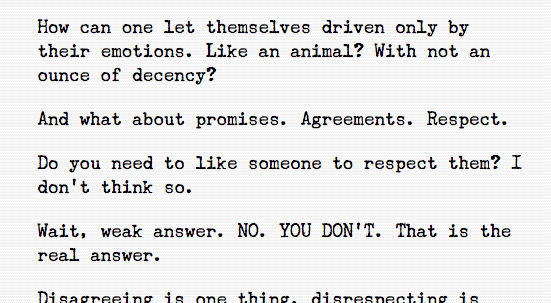 How can one let themselves driven only by
their emotions. Like an animal? With not an
ounce of decency?
And what about promises. Agreements. Respect.
Do you need to like someone to respect them? I
don't think so.
Wait, weak answer. NO. YOU DON'T. That is the
real answer.
Disagreeing is one thing, disrespecting is